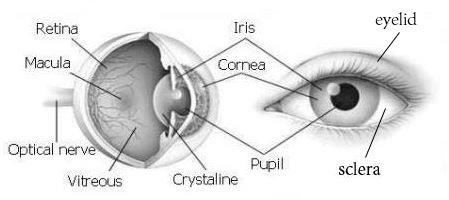 Retina
Macula
Optical nerve
Vitreous
Crystaline
Iris
Cornea
Pupil
eyelid
sclera